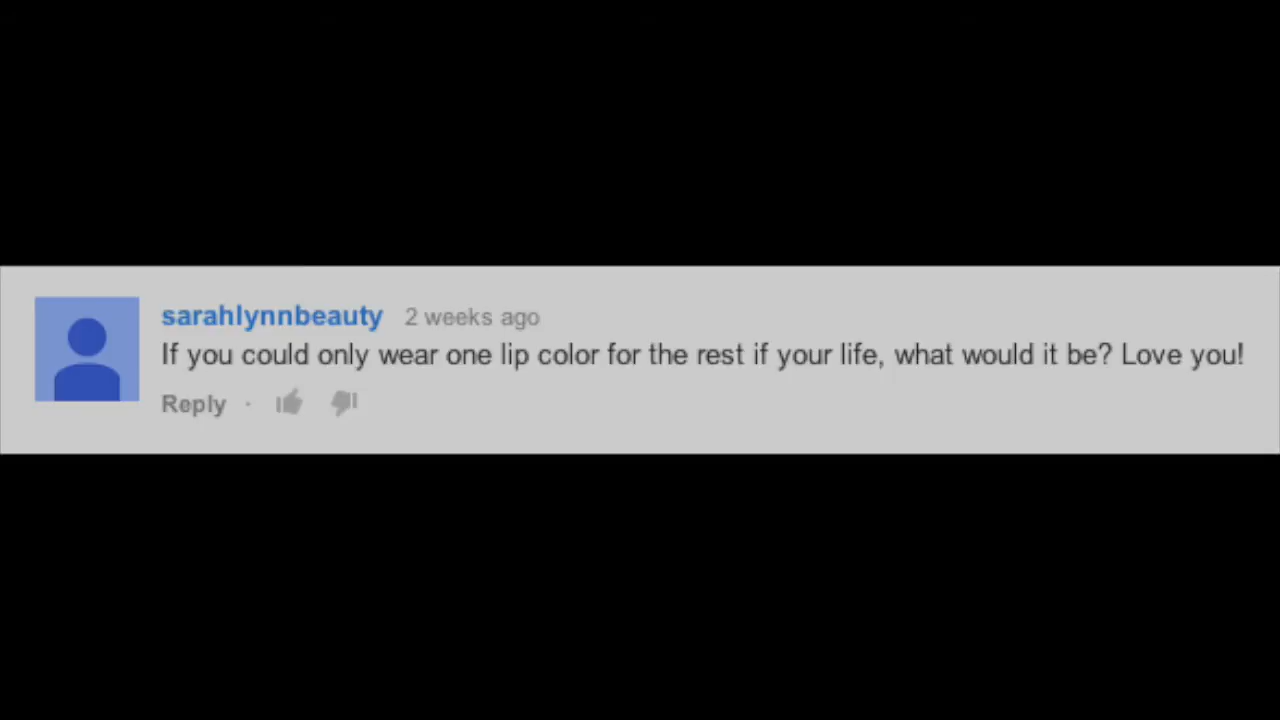 sarahlynnbeauty 2 weeks ago
If you could only wear one lip color for the rest if your life, what would it be? Love you!
Reply ·